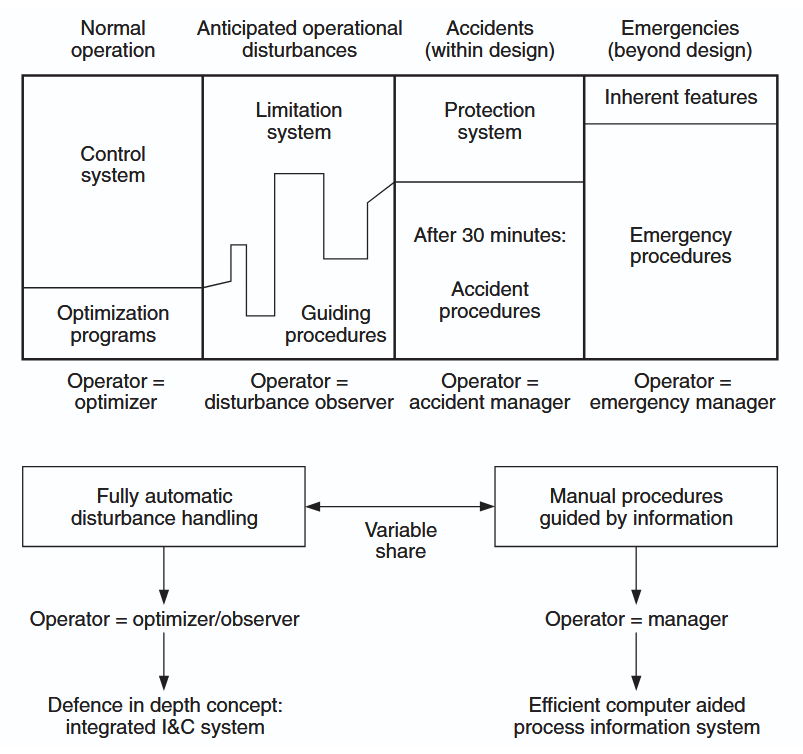 Normal
operation
Anticipated operational
disturbances
Accidents
(within design)
Emergencies
(beyond design)
Control
system
Optimization
programs
Limitation
system
Guiding
procedures
Protection
system
After 30 minutes:
Accident
procedures
Inherent features
Emergency
procedures
Operator =
optimizer
Operator =
disturbance observer
Operator =
accident manager
Operator =
emergency manager
Fully automatic
disturbance handling
Variable
share
Manual procedures
guided by information
Operator = optimizer/observer
Operator = manager
Defence in depth concept:
integrated I&C system
Efficient computer aided
process information system